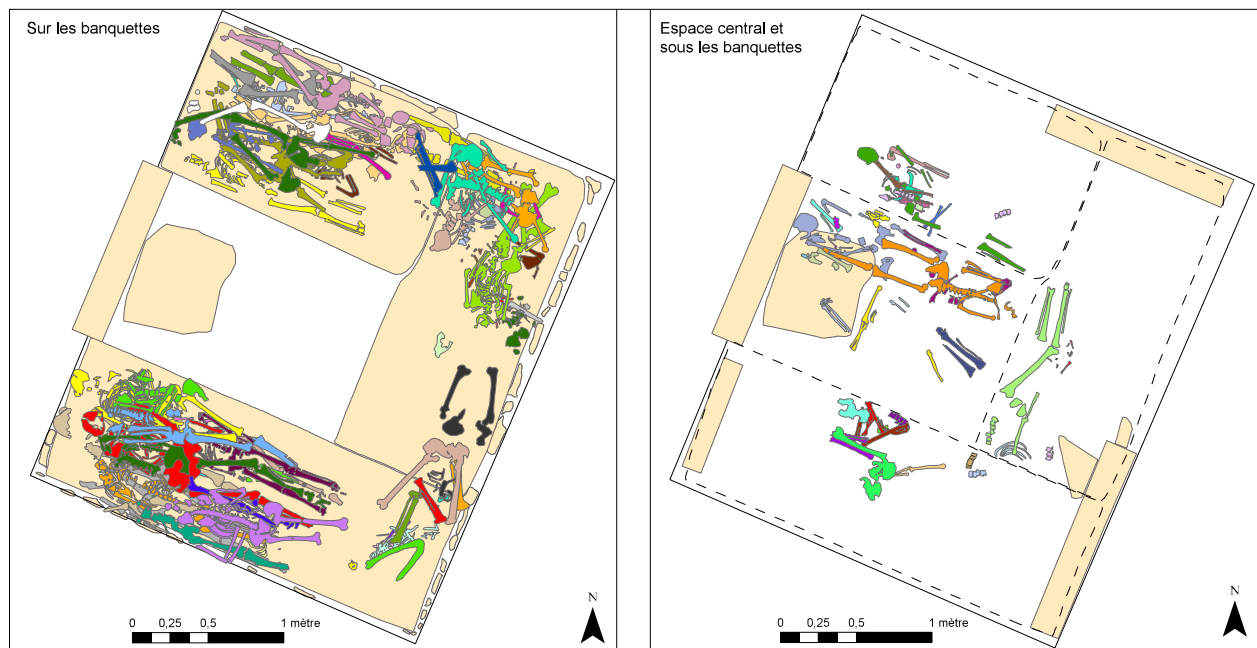 Sur les banquettes
N
0 0,25 0,5 1 mètre
Espace central et
sous les banquettes
N
0 0,25 0,5 1 mètre